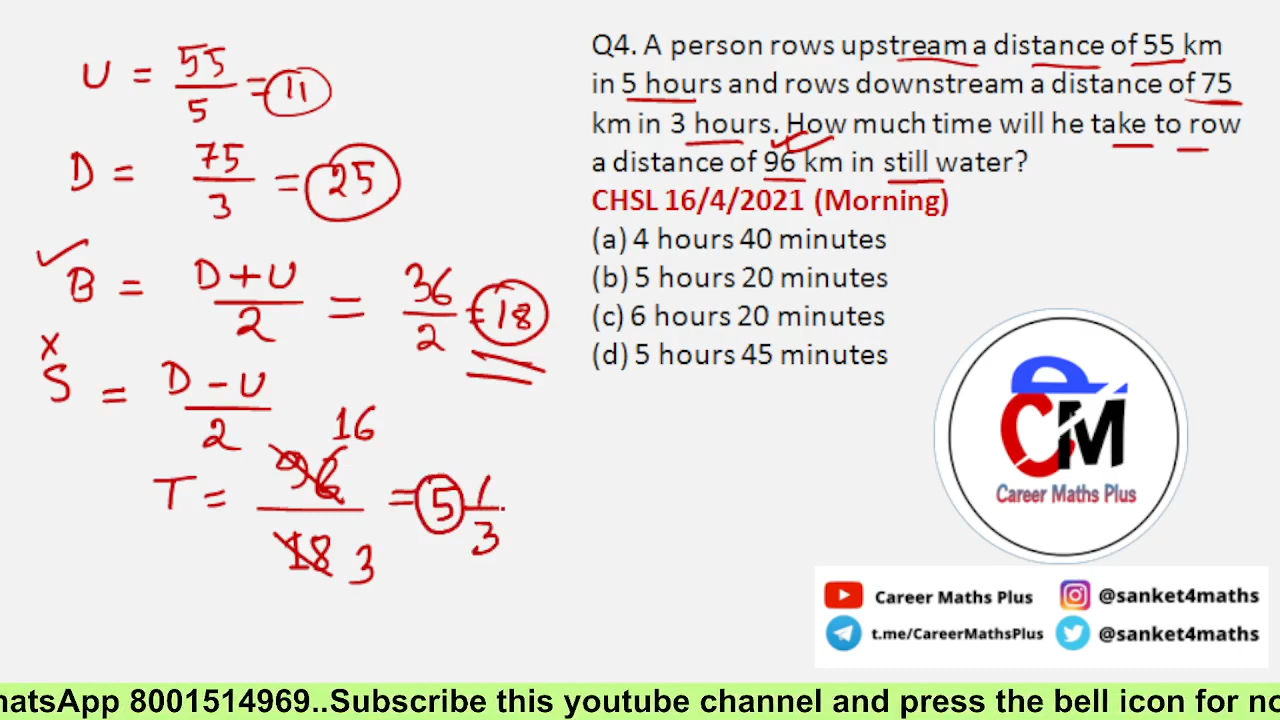 U = 55/5 = 11
D = 75/3 = 25
B = D+U/2 = 36/2 = 18
x
S = D-U/2
16
T = 96/18 3 = 5 1/3
Q4. A person rows upstream a distance of 55 km
in 5 hours and rows downstream a distance of 75
km in 3 hours. How much time will he take to row
a distance of 96 km in still water?
CHSL 16/4/2021 (Morning)
(a) 4 hours 40 minutes
(b) 5 hours 20 minutes
(c) 6 hours 20 minutes
(d) 5 hours 45 minutes
CM
Career Maths Plus
Career Maths Plus
@sanket4maths
t.me/CareerMathsPlus
@sanket4maths
hatsApp 8001514969..Subscribe this youtube channel and press the bell icon for no